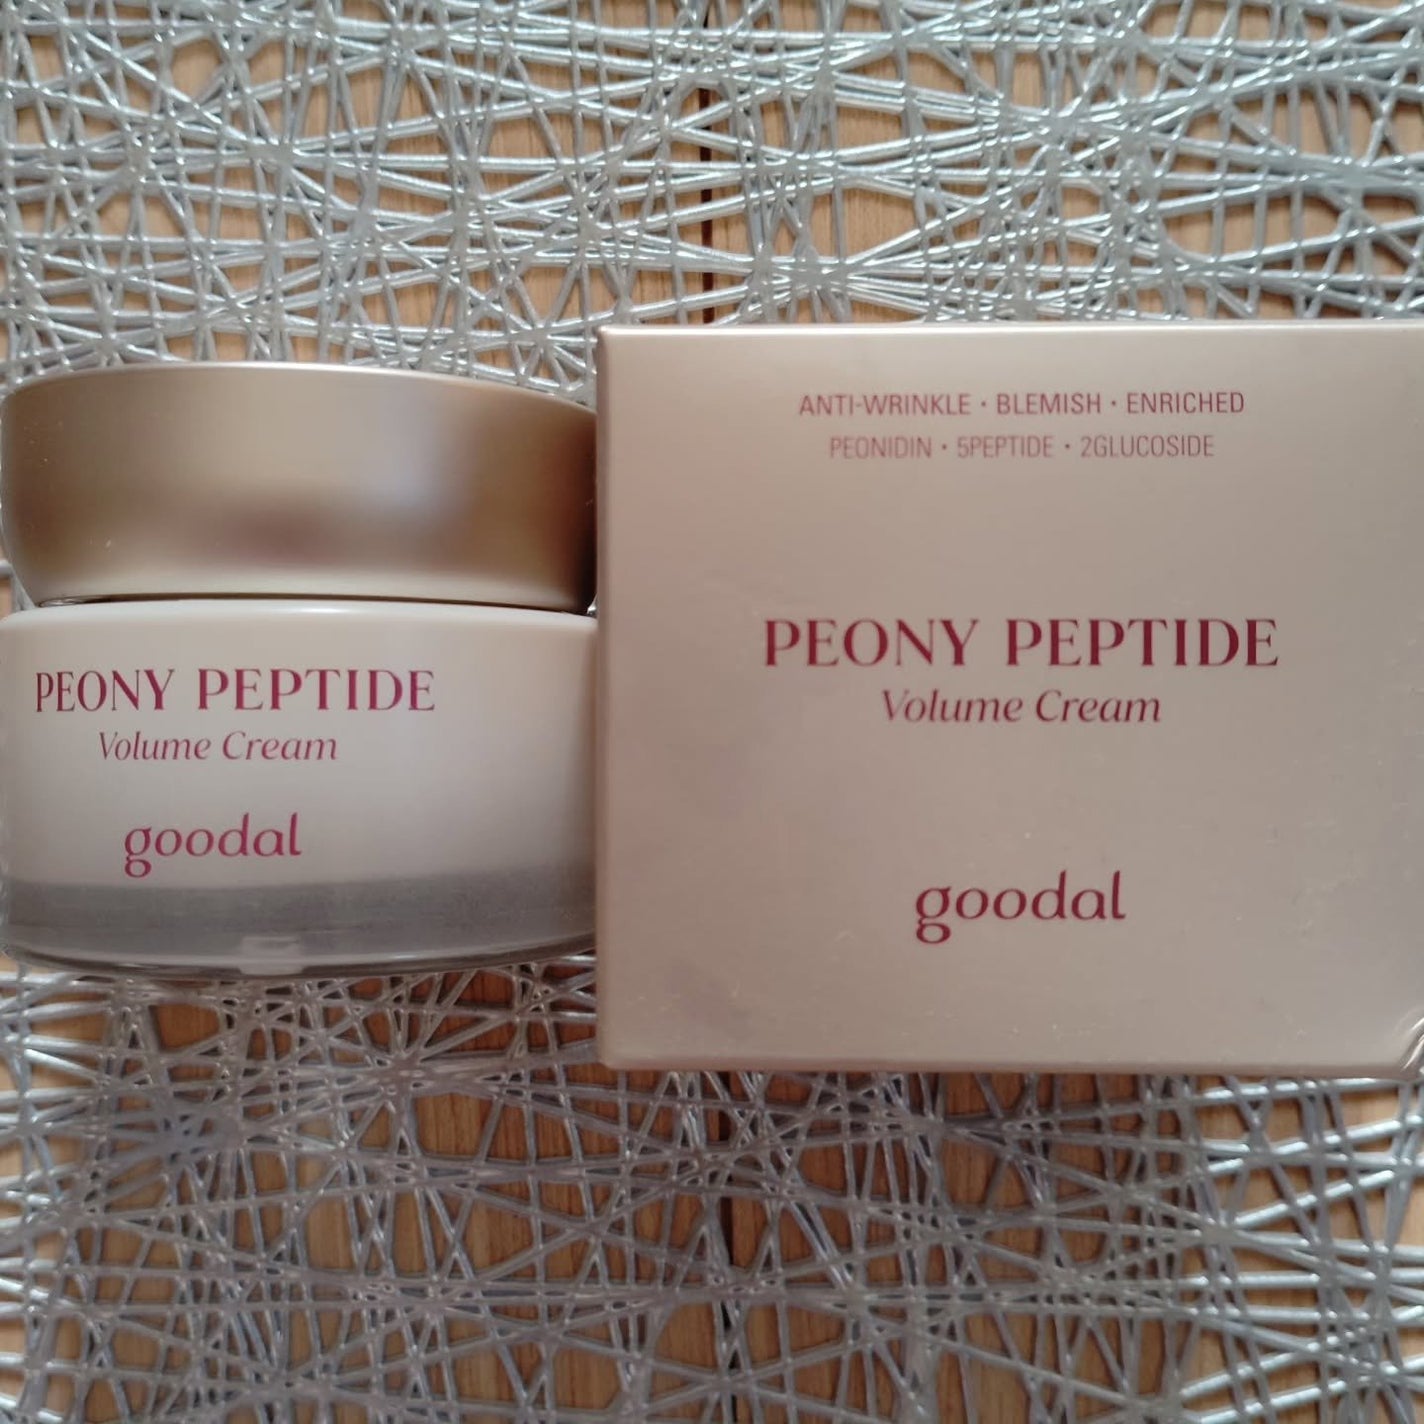 PEONY PEPTIDE
Volume Cream
goodal
ANTI-WRINKLE · BLEMISH · ENRICHED
PEONIDIN · 5PEPTIDE · 2GLUCOSIDE
PEONY PEPTIDE
Volume Cream
goodal